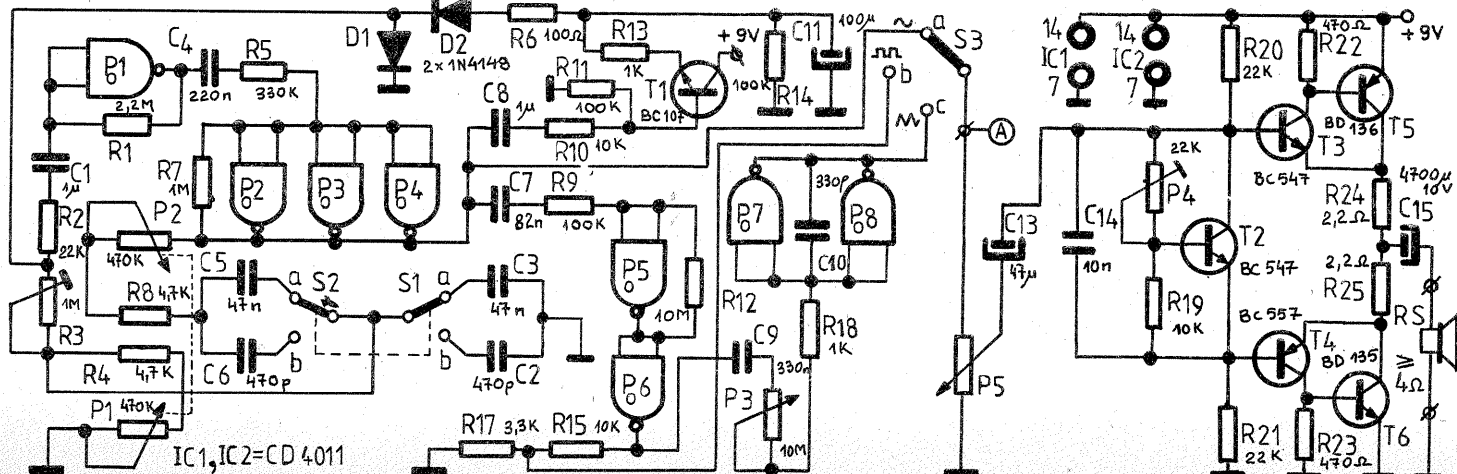 P1
C4
220n
R5
330K
2,2M
R1
D1
D2
2x1N4148
R6
100Ω
R13
1K
R11
100K
T1
BC107
+9V
100K
R14
C11
100µ
~
a
b
c
S3
A
C8
1µ
R10
10K
C1
1µ
R2
22K
R7
1M
P2
P3
P4
P2
470K
C7
82n
R9
100K
C5
47n
S2
a
b
S1
a
b
C3
47n
R8
4,7K
1M
R3
R4
4,7K
C6
470p
470p
C2
P1
470K
IC1,IC2=CD 4011
P5
10M
R12
P6
R17
3,3K
R15
10K
C9
330n
P3
10M
P7
330p
C10
P8
R18
1K
P5
C13
47µ
14
IC1
7
14
IC2
7
R20
22K
470Ω
R22
+9V
T3
BC547
BD 136
T5
22K
P4
C14
10n
T2
BC547
R19
10K
R24
2,2Ω
4700µ
10V
C15
2,2Ω
R25
RS
≥
4Ω
BC557
T4
BD 135
T6
R21
22K
R23
470Ω